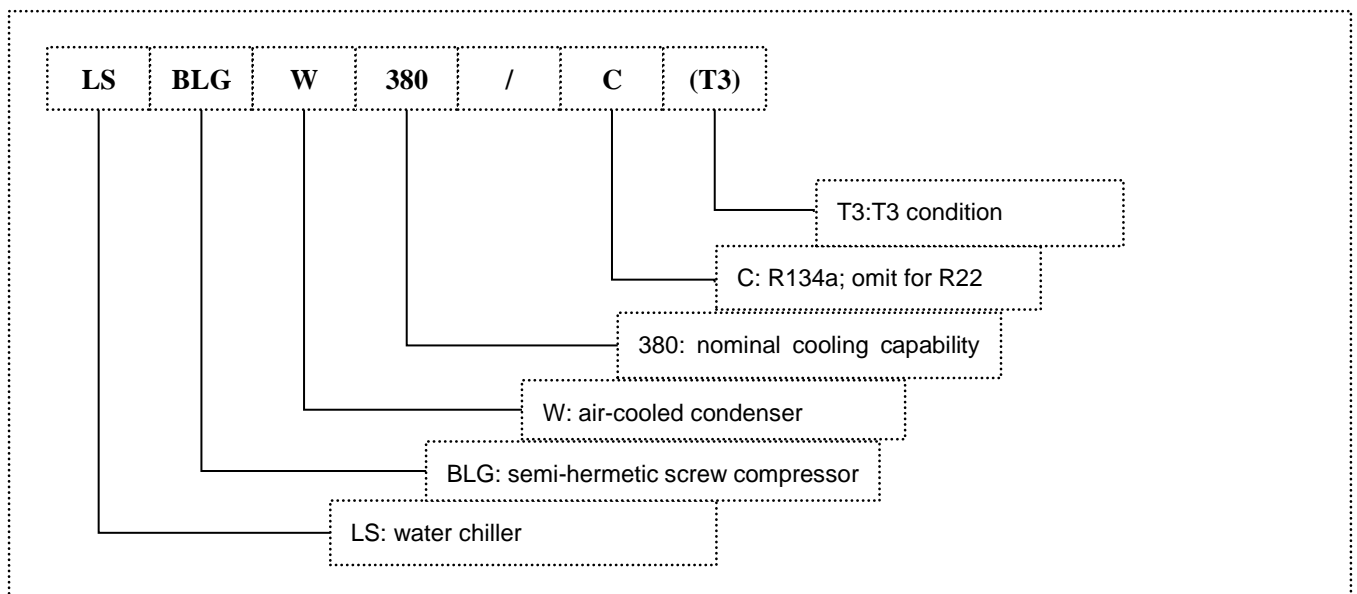 LS BLG W 380 / C (T3)
T3:T3 condition
C: R134a; omit for R22
380: nominal cooling capability
W: air-cooled condenser
BLG: semi-hermetic screw compressor
LS: water chiller